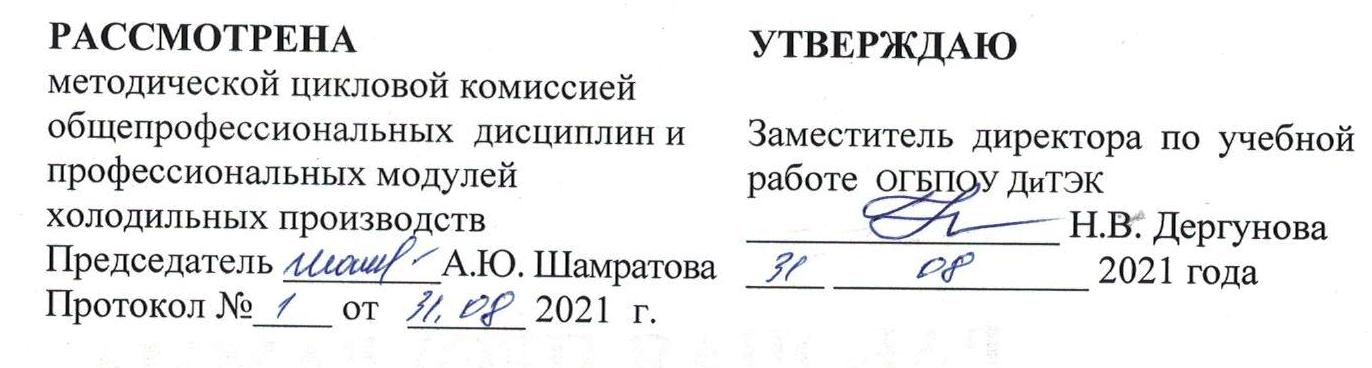 РАССМОТРЕНА
методической цикловой комиссией
общепрофессиональных дисциплин и
профессиональных модулей
холодильных производств
Председатель А.Ю. Шамратова
Протокол № 1 от 31.08 2021 г.
УТВЕРЖДАЮ
Заместитель директора по учебной
работе ОГБПОУ ДиТЭК
Н.В. Дергунова
31 08 2021 года